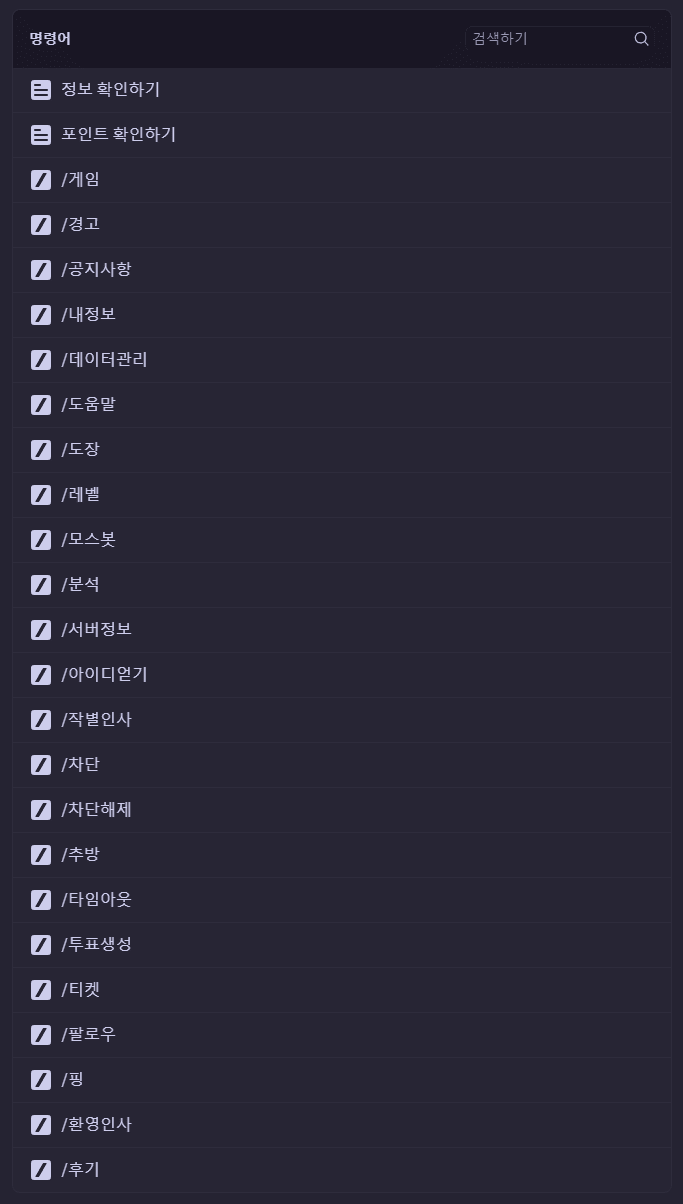 명령어
검색하기
정보 확인하기
포인트 확인하기
/게임
/경고
/공지사항
/내정보
/데이터관리
/도움말
/도장
/레벨
/모스봇
/분석
/서버정보
/아이디얻기
/작별인사
/차단
/차단해제
/추방
/타임아웃
/투표생성
/티켓
/팔로우
/핑
/환영인사
/후기